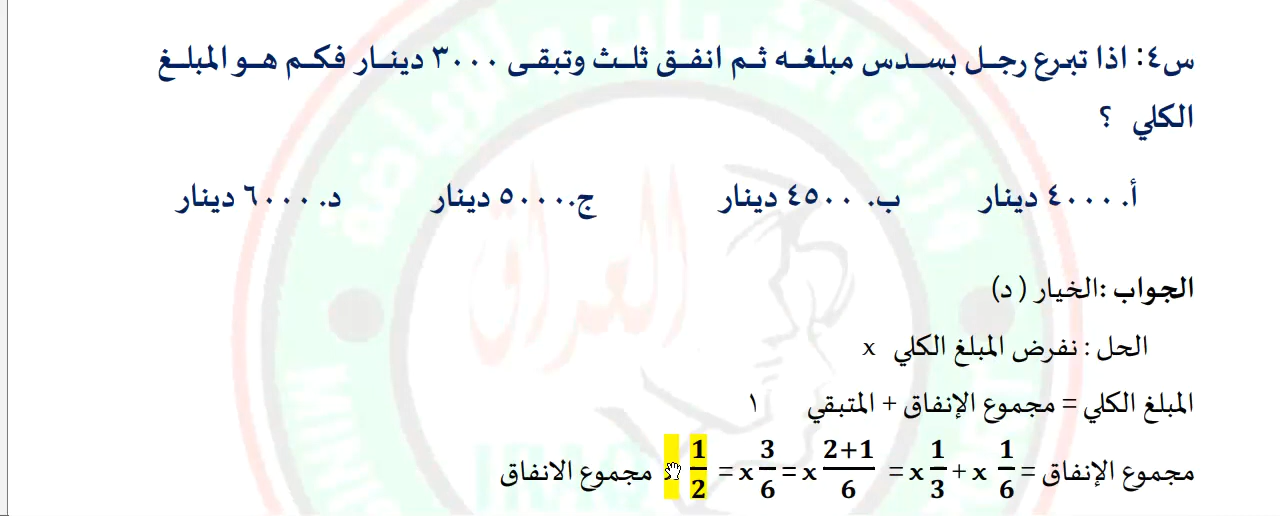 س٤: اذا تبرع رجل بسدس مبلغه ثم انفق ثلث وتبقى ٣٠٠٠ دينار فكم هو المبلغ
الكلي ؟
أ. ٤٠٠٠ دينار ب. ٤٥٠٠ دينار ج.٥٠٠٠ دينار د. ٦٠٠٠ دينار
الجواب :الخيار ( د)
الحل : نفرض المبلغ الكلي x
المبلغ الكلي = مجموع الإنفاق + المتبقي ١
مجموع الإنفاق = 1/6 x + 1/3 x = 2+1/6 x = 3/6 x = 1/2 مجموع الانفاق
العراق